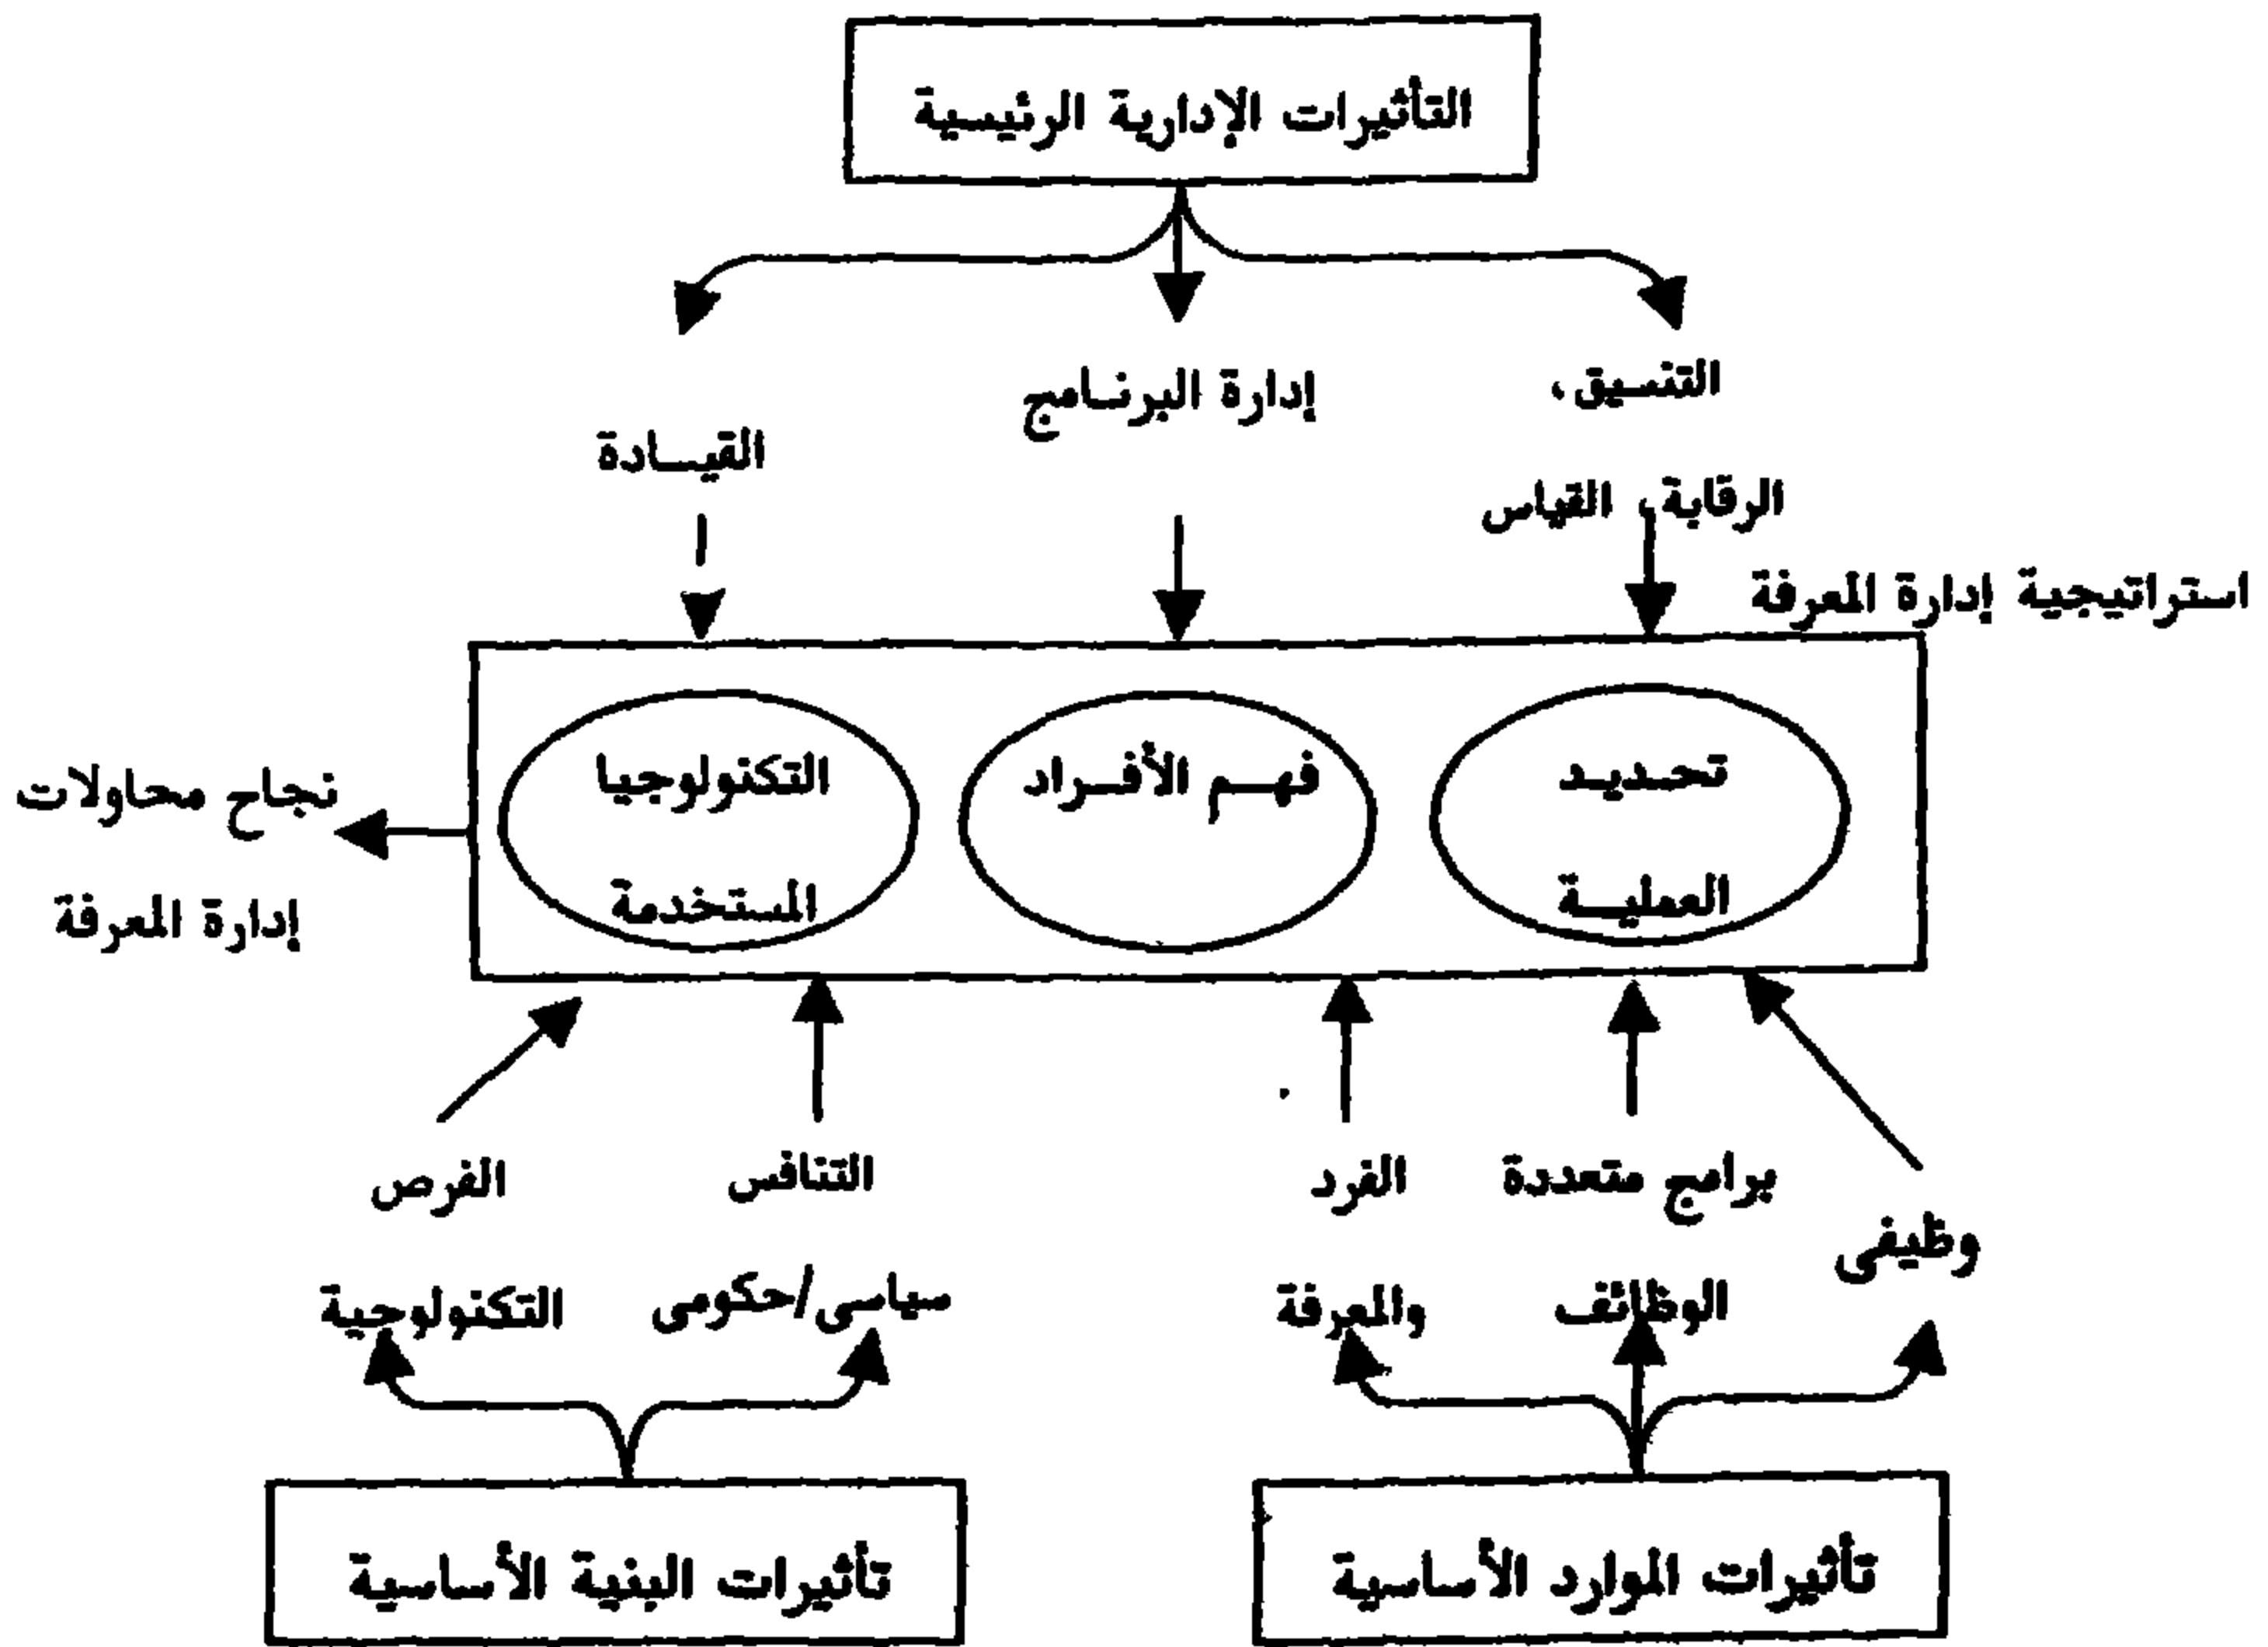 التأثيرات الإدارية الرئيسية
التنسيق،
الرقابة، القياس
إدارة البرنامج
القيادة
استراتيجية إدارة المعرفة
تحديد
العملية
فهم الأفراد
التكنولوجيا
المستخدمة
نجاح محاولات
إدارة المعرفة
وظيفى
برامج متعددة
الوظائف
الفرد
والمعرفة
التنافس
سياسى/حكومى
الفرص
التكنولوجية
تأثيرات الموارد الأساسية
تأثيرات البنية الأساسية